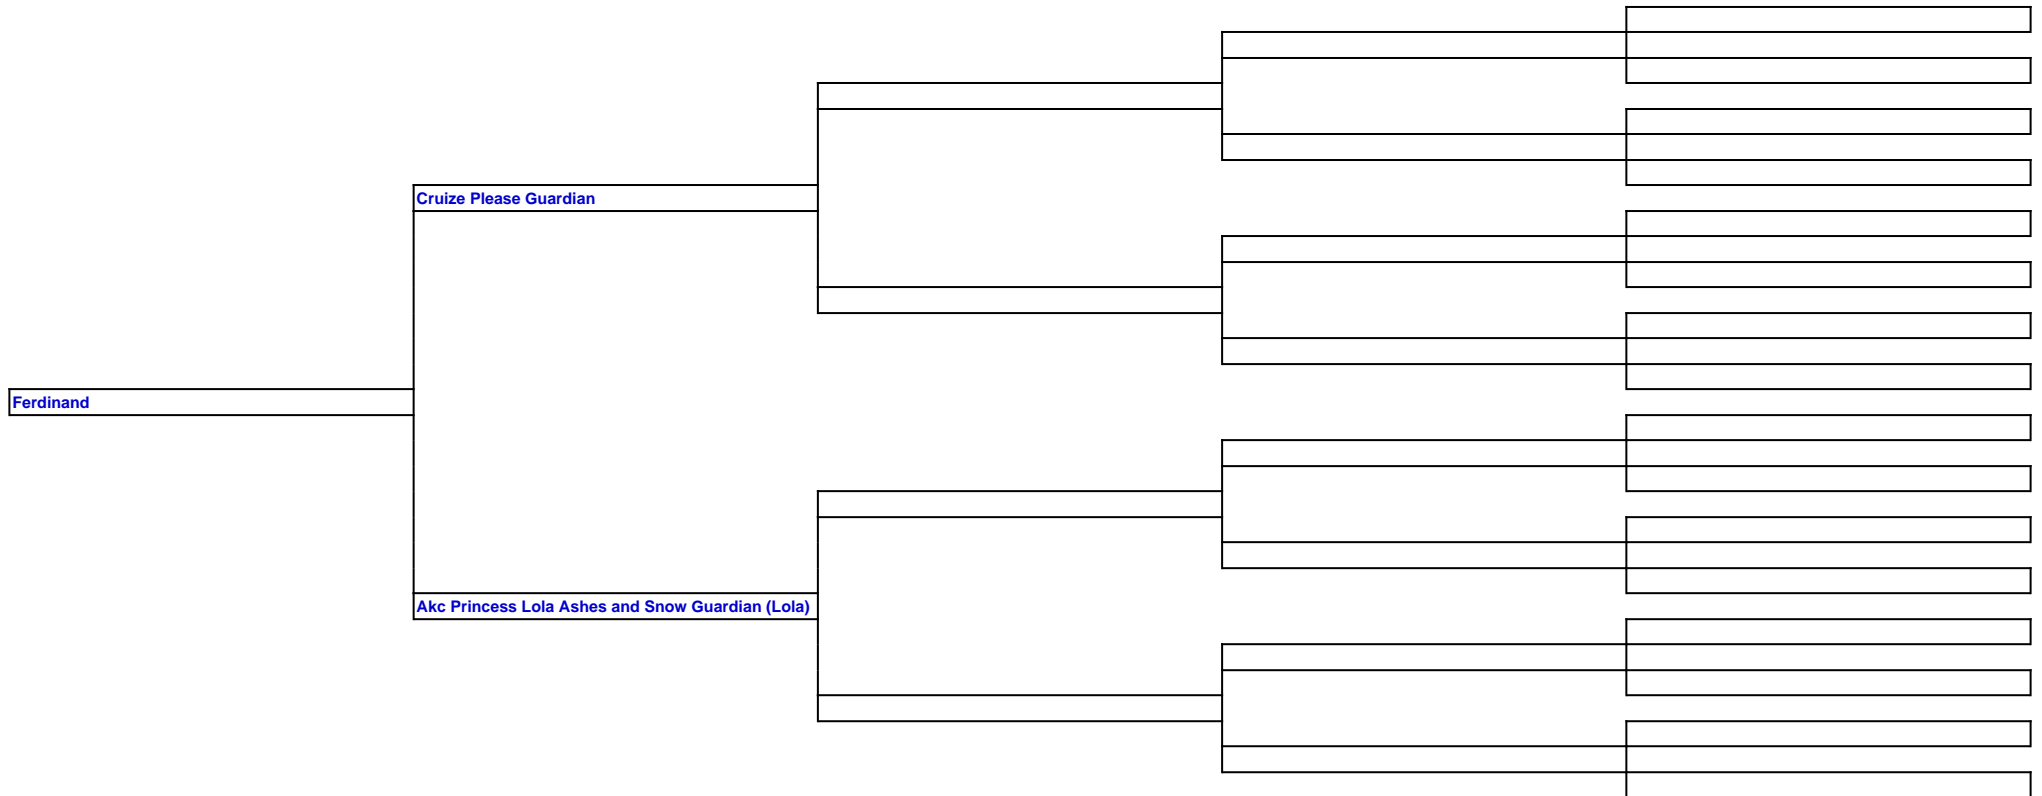 Cruize Please Guardian
Ferdinand
Akc Princess Lola Ashes and Snow Guardian (Lola)